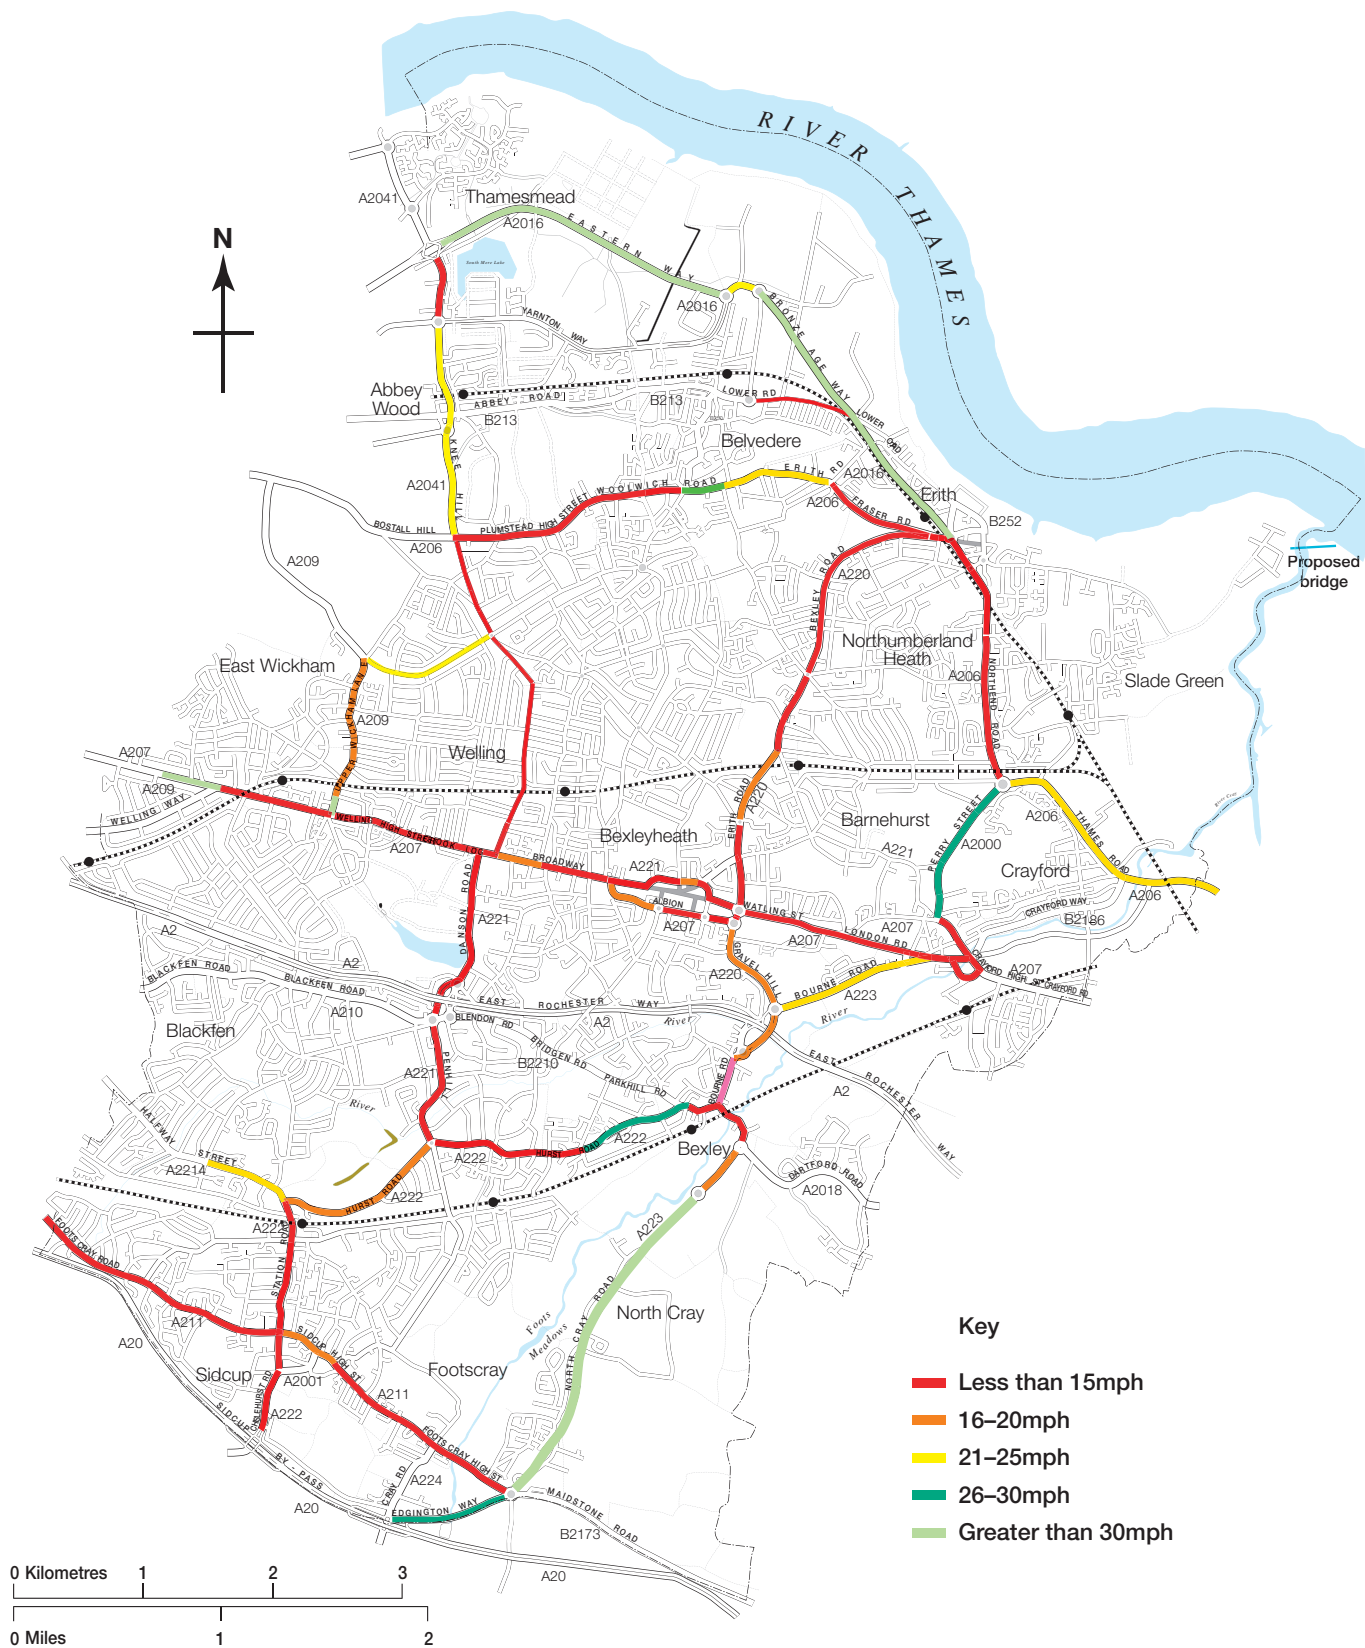 RIVER THAMES
N
A2041
Thamesmead
A2016
EASTERN WAY
South Mere Lake
A2016
YARNTON WAY
BRONZE AGE WAY
Abbey
Wood
ABBEY ROAD
B213
B213
LOWER RD
LOWER ROAD
Belvedere
KNEE HILL
A2041
ERITH RD
A2016
WOOLWICH ROAD
A206
FRASER RD
Erith
B252
BOSTALL HILL
PLUMSTEAD HIGH STREET
A206
A209
BEXLEY ROAD
A220
Proposed
bridge
Northumberland
Heath
A206
NORTHEND ROAD
Slade Green
East Wickham
UPPER WICKHAM LANE
A209
Welling
A207
A209
WELLING WAY
WELLING HIGH STREET
CROOK LOG
A207
BROADWAY
Bexleyheath
A221
ERITH ROAD
A220
Barnehurst
A221
PERRY STREET
A2000
A206
THAMES ROAD
Crayford
A206
River Cray
CRAYFORD WAY
B2186
ALBION
A207
WATLING ST
A207
LONDON RD
A207
CRAYFORD HIGH ST
A207
CRAYFORD RD
DANSON ROAD
A221
A2
A2
BLACKFEN ROAD
BLACKFEN ROAD
A210
Blackfen
EAST ROCHESTER WAY
A2
BLENDON RD
GRAVEL HILL
A220
BOURNE ROAD
A223
River
River
BRIDGEN RD
B2210
PARKHILL RD
BOURNE RD
EAST ROCHESTER WAY
A2
PENHILL
A221
River
HALFWAY STREET
A2214
A222
HURST ROAD
A222
HURST ROAD
A222
Bexley
DARTFORD ROAD
A2018
A222
STATION ROAD
FOOTS CRAY ROAD
A211
A20
A223
NORTH CRAY ROAD
North Cray
Foots
Meadows
SIDCUP HIGH ST
Sidcup
A2001
CHISLEHURST RD
A222
A211
Footscray
FOOTS CRAY HIGH ST
SIDCUP BY-PASS
A20
CRAY RD
A224
EDGINGTON WAY
MAIDSTONE ROAD
B2173
A20
Key
Less than 15mph
16–20mph
21–25mph
26–30mph
Greater than 30mph
0 Kilometres 1 2 3
0 Miles 1 2